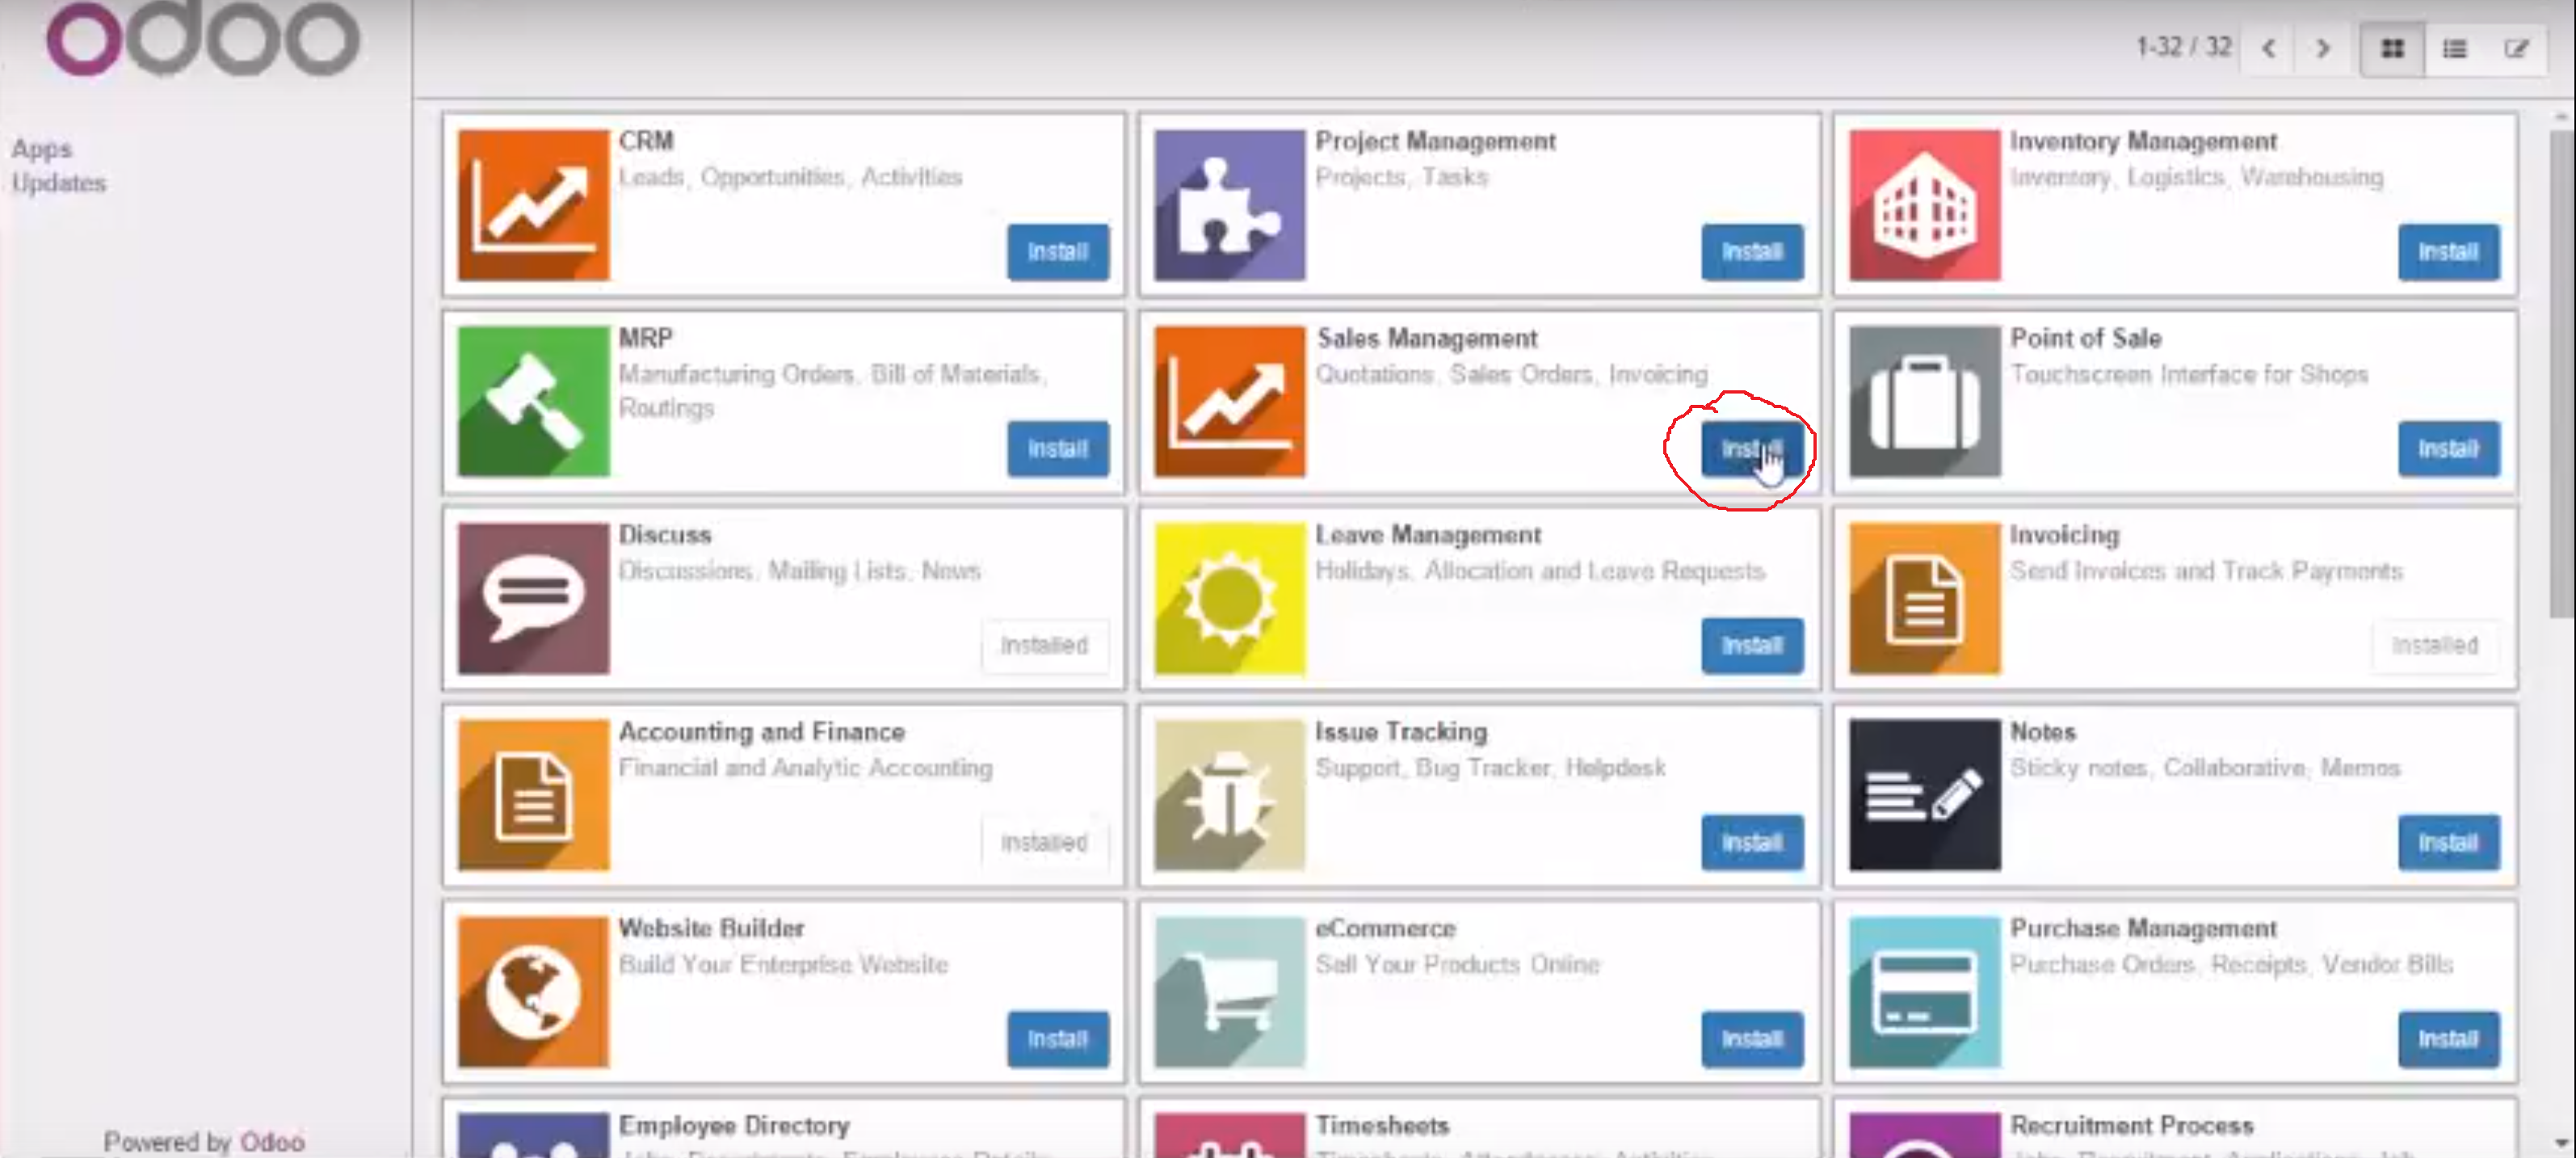 odoo
1-32 / 32
Apps
Updates
CRM
Leads, Opportunities, Activities
Install
Project Management
Projects, Tasks
Install
Inventory Management
Inventory, Logistics, Warehousing
Install
MRP
Manufacturing Orders, Bill of Materials,
Routings
Install
Sales Management
Quotations, Sales Orders, Invoicing
Install
Point of Sale
Touchscreen Interface for Shops
Install
Discuss
Discussions, Mailing Lists, News
Installed
Leave Management
Holidays, Allocation and Leave Requests
Install
Invoicing
Send Invoices and Track Payments
Installed
Accounting and Finance
Financial and Analytic Accounting
Installed
Issue Tracking
Support, Bug Tracker, Helpdesk
Install
Notes
Sticky notes, Collaborative, Memos
Install
Website Builder
Build Your Enterprise Website
Install
eCommerce
Sell Your Products Online
Install
Purchase Management
Purchase Orders, Receipts, Vendor Bills
Install
Employee Directory
Timesheets
Recruitment Process
Powered by Odoo